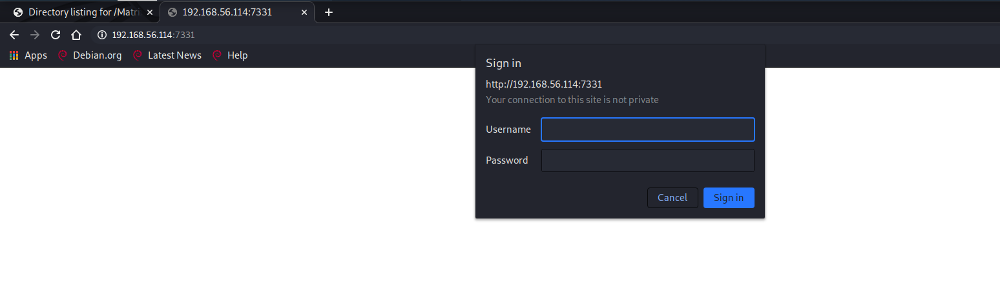 Directory listing for /Matri
192.168.56.114:7331
192.168.56.114:7331
Apps Debian.org Latest News Help
Sign in
http://192.168.56.114:7331
Your connection to this site is not private
Username
Password
Cancel Sign in